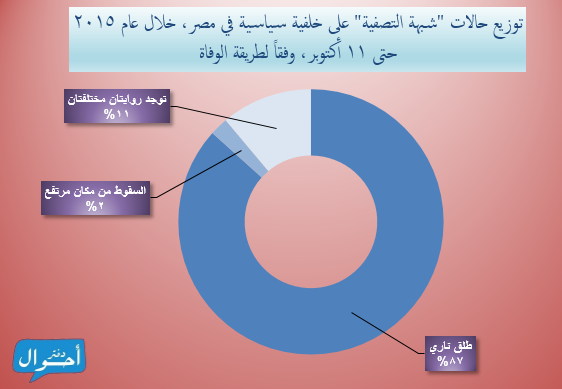 توزيع حالات "شبهة التصفية" على خلفية سياسية في مصر، خلال عام ٢٠١٥
حتى ١١ أكتوبر، وفقاً لطريقة الوفاة
توجد روايتان مختلفتان
١١%
السقوط من مكان مرتفع
٢%
طلق ناري
٨٧%
دفتر
أحـوال